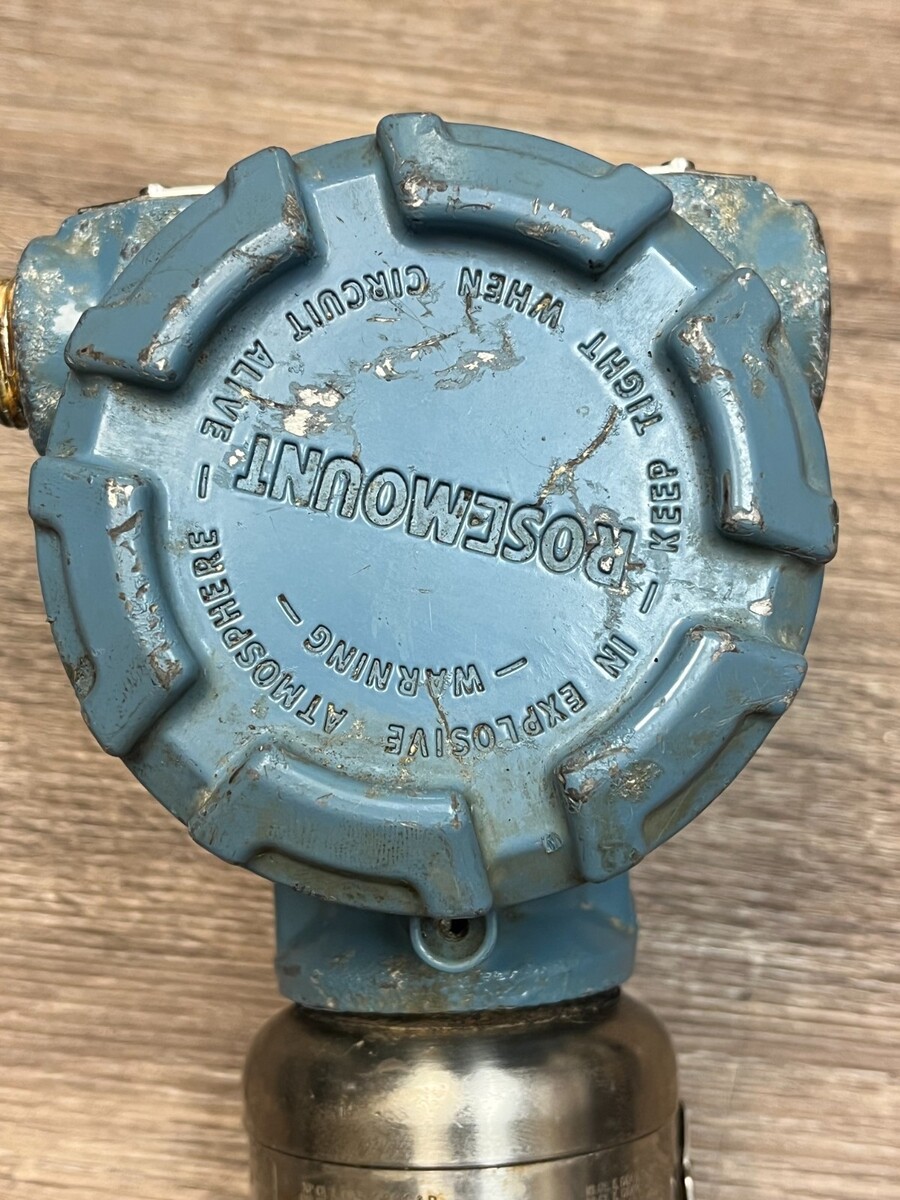 - WARNING -
ROSEMOUNT
- KEEP TIGHT WHEN CIRCUIT ALIVE -
IN EXPLOSIVE ATMOSPHERE